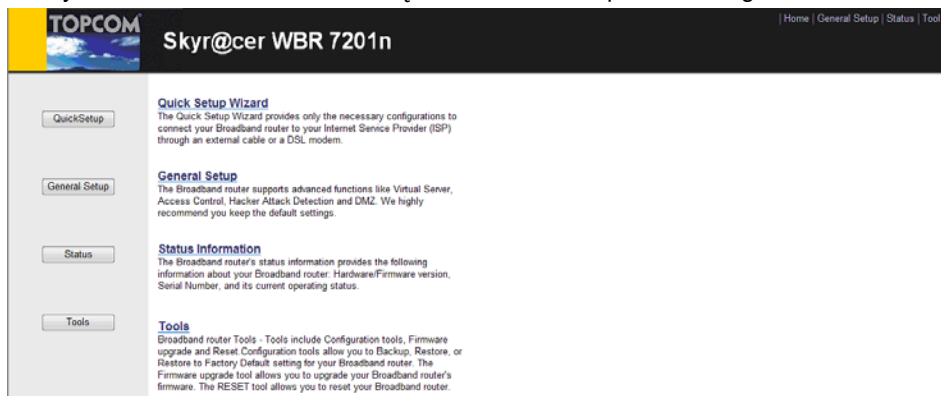 TOPCOM
Skyr@cer WBR 7201n
| Home | General Setup | Status | Tool
QuickSetup
Quick Setup Wizard
The Quick Setup Wizard provides only the necessary configurations to
connect your Broadband router to your Internet Service Provider (ISP)
through an external cable or a DSL modem.
General Setup
General Setup
The Broadband router supports advanced functions like Virtual Server,
Access Control, Hacker Attack Detection and DMZ. We highly
recommend you keep the default settings.
Status
Status Information
The Broadband router's status information provides the following
information about your Broadband router: Hardware/Firmware version,
Serial Number, and its current operating status.
Tools
Tools
Broadband router Tools - Tools include Configuration tools, Firmware
upgrade and Reset.Configuration tools allow you to Backup, Restore, or
Restore to Factory Default setting for your Broadband router. The
Firmware upgrade tool allows you to upgrade your Broadband router's
firmware. The RESET tool allows you to reset your Broadband router.